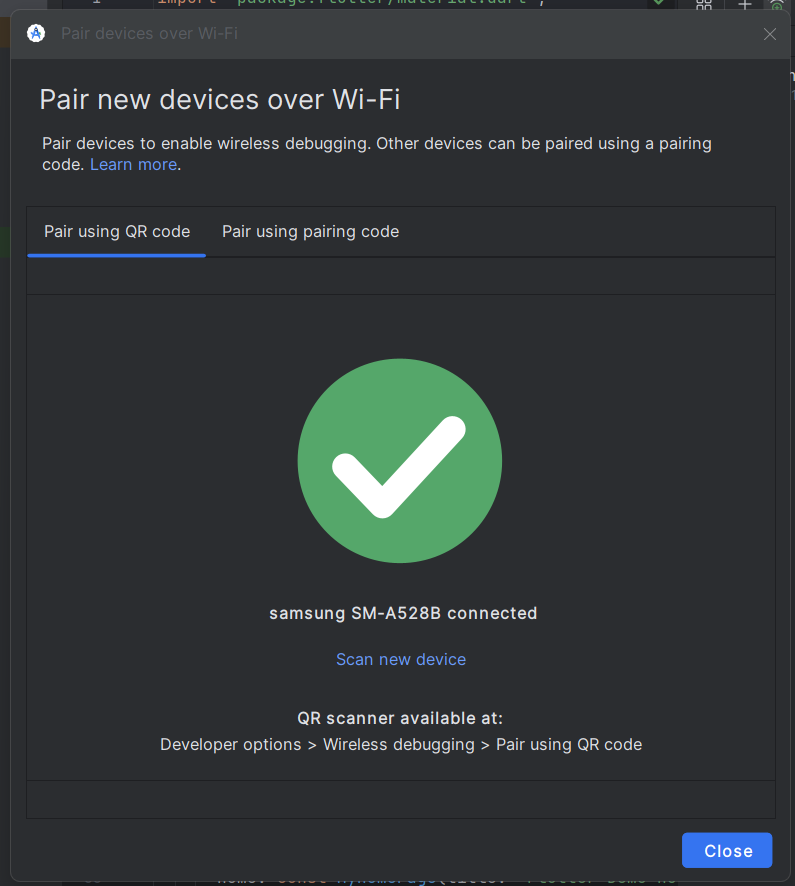 Pair devices over Wi-Fi
Pair new devices over Wi-Fi
Pair devices to enable wireless debugging. Other devices can be paired using a pairing
code. Learn more.
Pair using QR code Pair using pairing code
samsung SM-A528B connected
Scan new device
QR scanner available at:
Developer options > Wireless debugging > Pair using QR code
Close